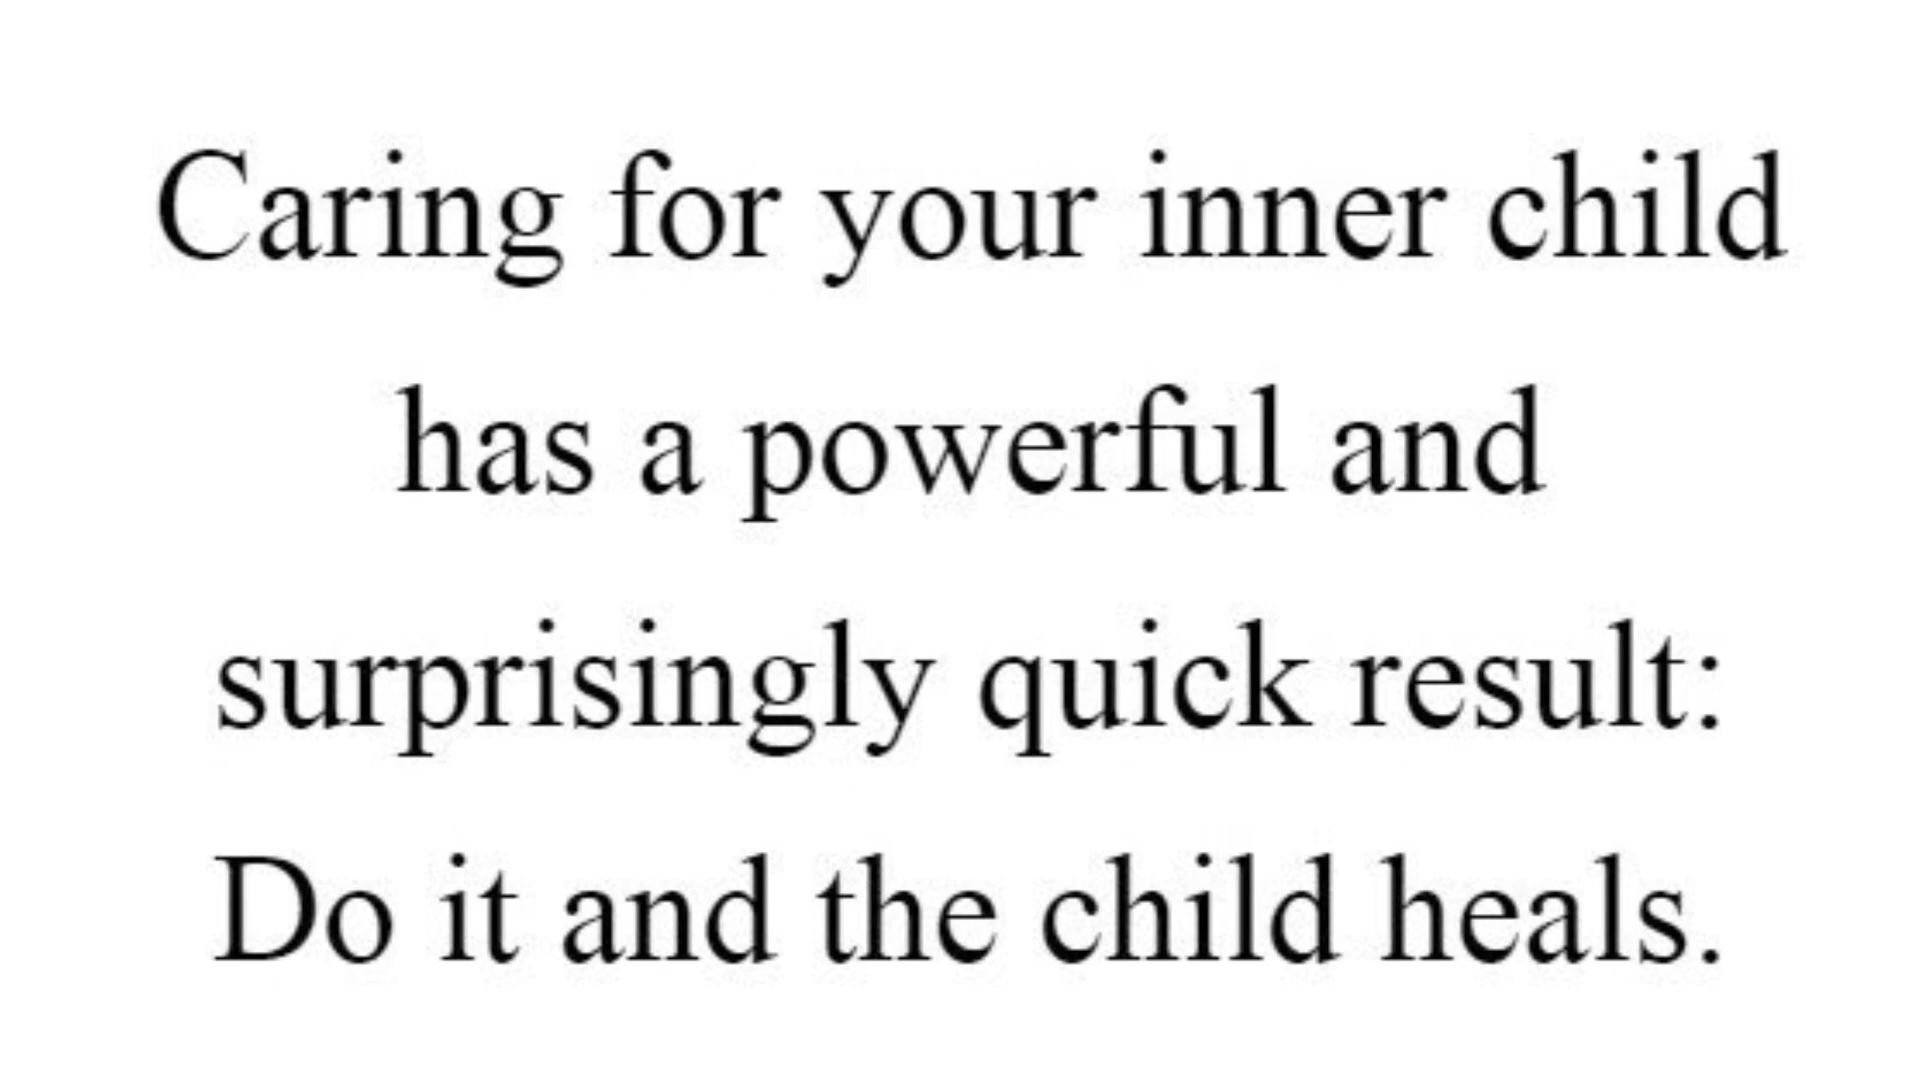 Caring for your inner child
has a powerful and
surprisingly quick result:
Do it and the child heals.